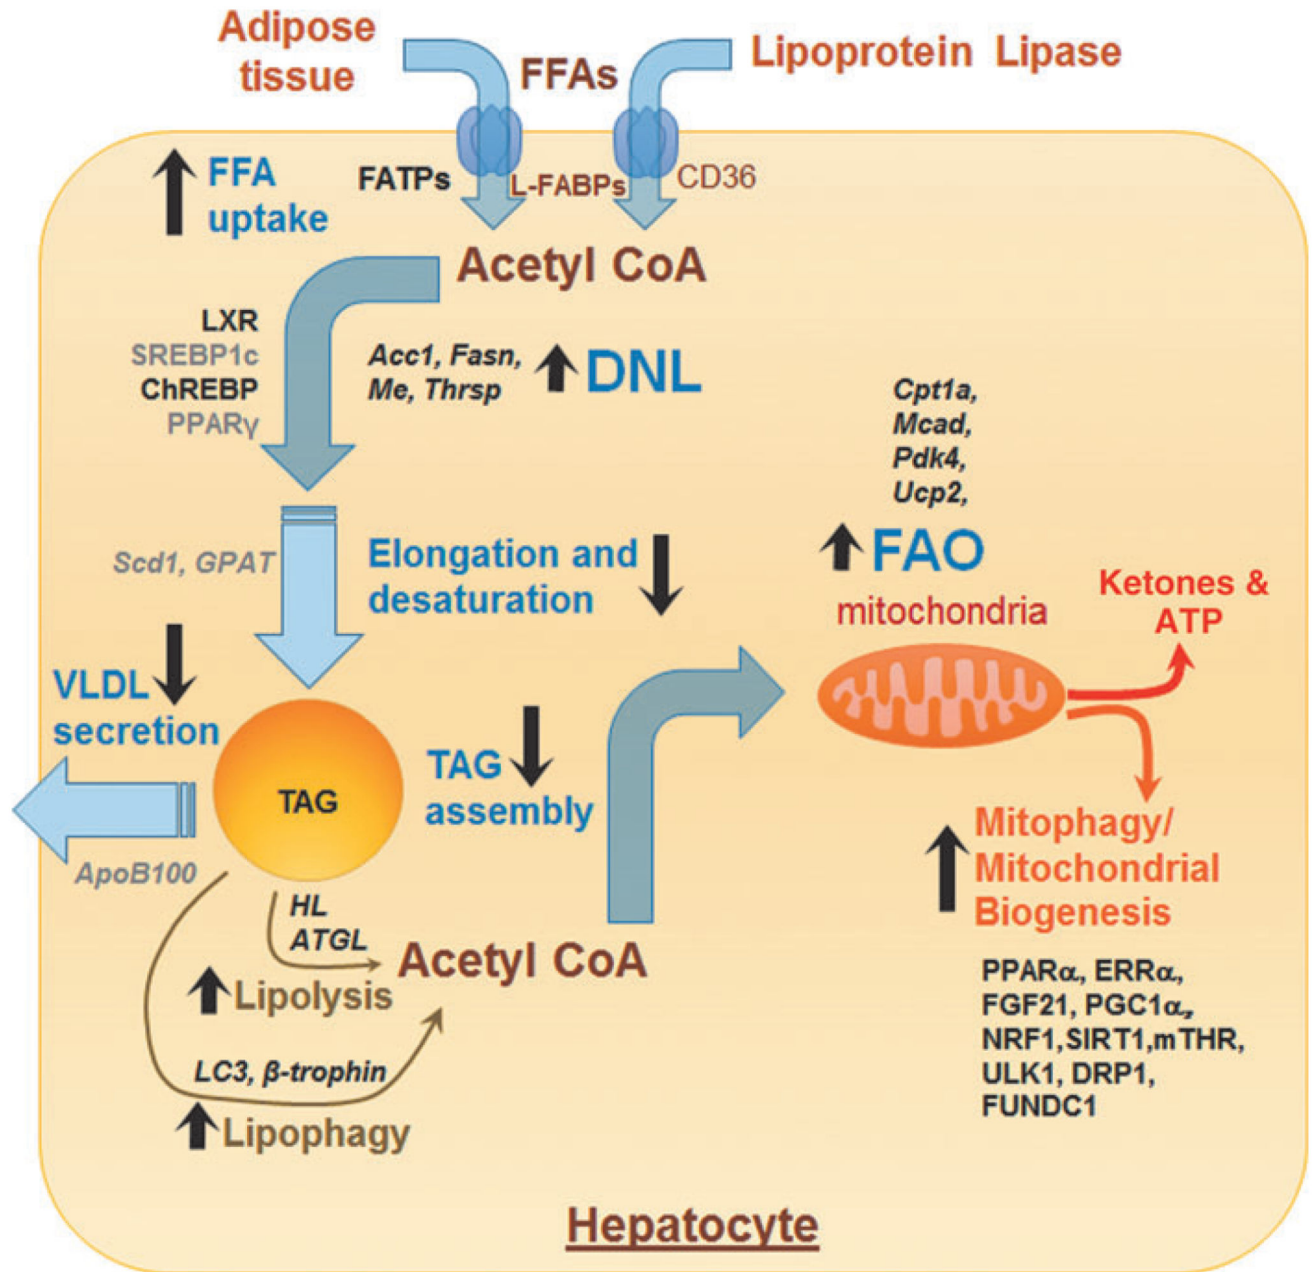 Adipose
tissue
FFAs
Lipoprotein Lipase
FFA
uptake
FATPs
L-FABPs
CD36
Acetyl CoA
LXR
SREBP1c
ChREBP
PPARγ
Acc1, Fasn,
Me, Thrsp
DNL
Cpt1a,
Mcad,
Pdk4,
Ucp2,
FAO
mitochondria
Ketones &
ATP
Scd1, GPAT
Elongation and
desaturation
VLDL
secretion
TAG
TAG
assembly
ApoB100
HL
ATGL
Acetyl CoA
Lipolysis
LC3, β-trophin
Lipophagy
Mitophagy/
Mitochondrial
Biogenesis
PPARα, ERRα,
FGF21, PGC1α,
NRF1,SIRT1,mTHR,
ULK1, DRP1,
FUNDC1
Hepatocyte